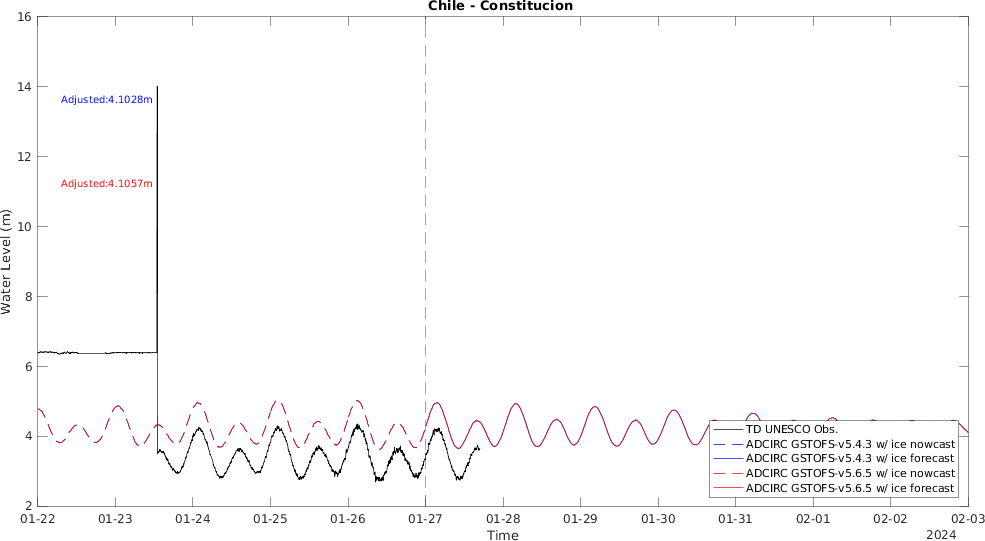 Chile - Constitucion
16
14
12
10
8
6
4
2
Water Level (m)
Adjusted:4.1028m
Adjusted:4.1057m
TD UNESCO Obs.
ADCIRC GSTOFS-v5.4.3 w/ ice nowcast
ADCIRC GSTOFS-v5.4.3 w/ ice forecast
ADCIRC GSTOFS-v5.6.5 w/ ice nowcast
ADCIRC GSTOFS-v5.6.5 w/ ice forecast
01-22 01-23 01-24 01-25 01-26 01-27 01-28 01-29 01-30 01-31 02-01 02-02 02-03
Time
2024